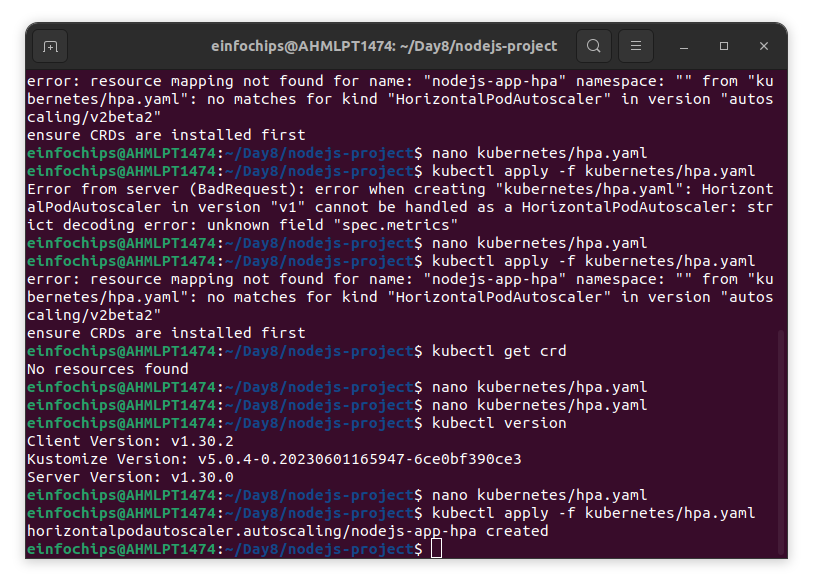 einfochips@AHMLPT1474: ~/Day8/nodejs-project
error: resource mapping not found for name: "nodejs-app-hpa" namespace: "" from "ku
bernetes/hpa.yaml": no matches for kind "HorizontalPodAutoscaler" in version "autos
caling/v2beta2"
ensure CRDs are installed first
einfochips@AHMLPT1474:~/Day8/nodejs-project$ nano kubernetes/hpa.yaml
einfochips@AHMLPT1474:~/Day8/nodejs-project$ kubectl apply -f kubernetes/hpa.yaml
Error from server (BadRequest): error when creating "kubernetes/hpa.yaml": Horizont
alPodAutoscaler in version "v1" cannot be handled as a HorizontalPodAutoscaler: str
ict decoding error: unknown field "spec.metrics"
einfochips@AHMLPT1474:~/Day8/nodejs-project$ nano kubernetes/hpa.yaml
einfochips@AHMLPT1474:~/Day8/nodejs-project$ kubectl apply -f kubernetes/hpa.yaml
error: resource mapping not found for name: "nodejs-app-hpa" namespace: "" from "ku
bernetes/hpa.yaml": no matches for kind "HorizontalPodAutoscaler" in version "autos
caling/v2beta2"
ensure CRDs are installed first
einfochips@AHMLPT1474:~/Day8/nodejs-project$ kubectl get crd
No resources found
einfochips@AHMLPT1474:~/Day8/nodejs-project$ nano kubernetes/hpa.yaml
einfochips@AHMLPT1474:~/Day8/nodejs-project$ nano kubernetes/hpa.yaml
einfochips@AHMLPT1474:~/Day8/nodejs-project$ kubectl version
Client Version: v1.30.2
Kustomize Version: v5.0.4-0.20230601165947-6ce0bf390ce3
Server Version: v1.30.0
einfochips@AHMLPT1474:~/Day8/nodejs-project$ nano kubernetes/hpa.yaml
einfochips@AHMLPT1474:~/Day8/nodejs-project$ kubectl apply -f kubernetes/hpa.yaml
horizontalpodautoscaler.autoscaling/nodejs-app-hpa created
einfochips@AHMLPT1474:~/Day8/nodejs-project$